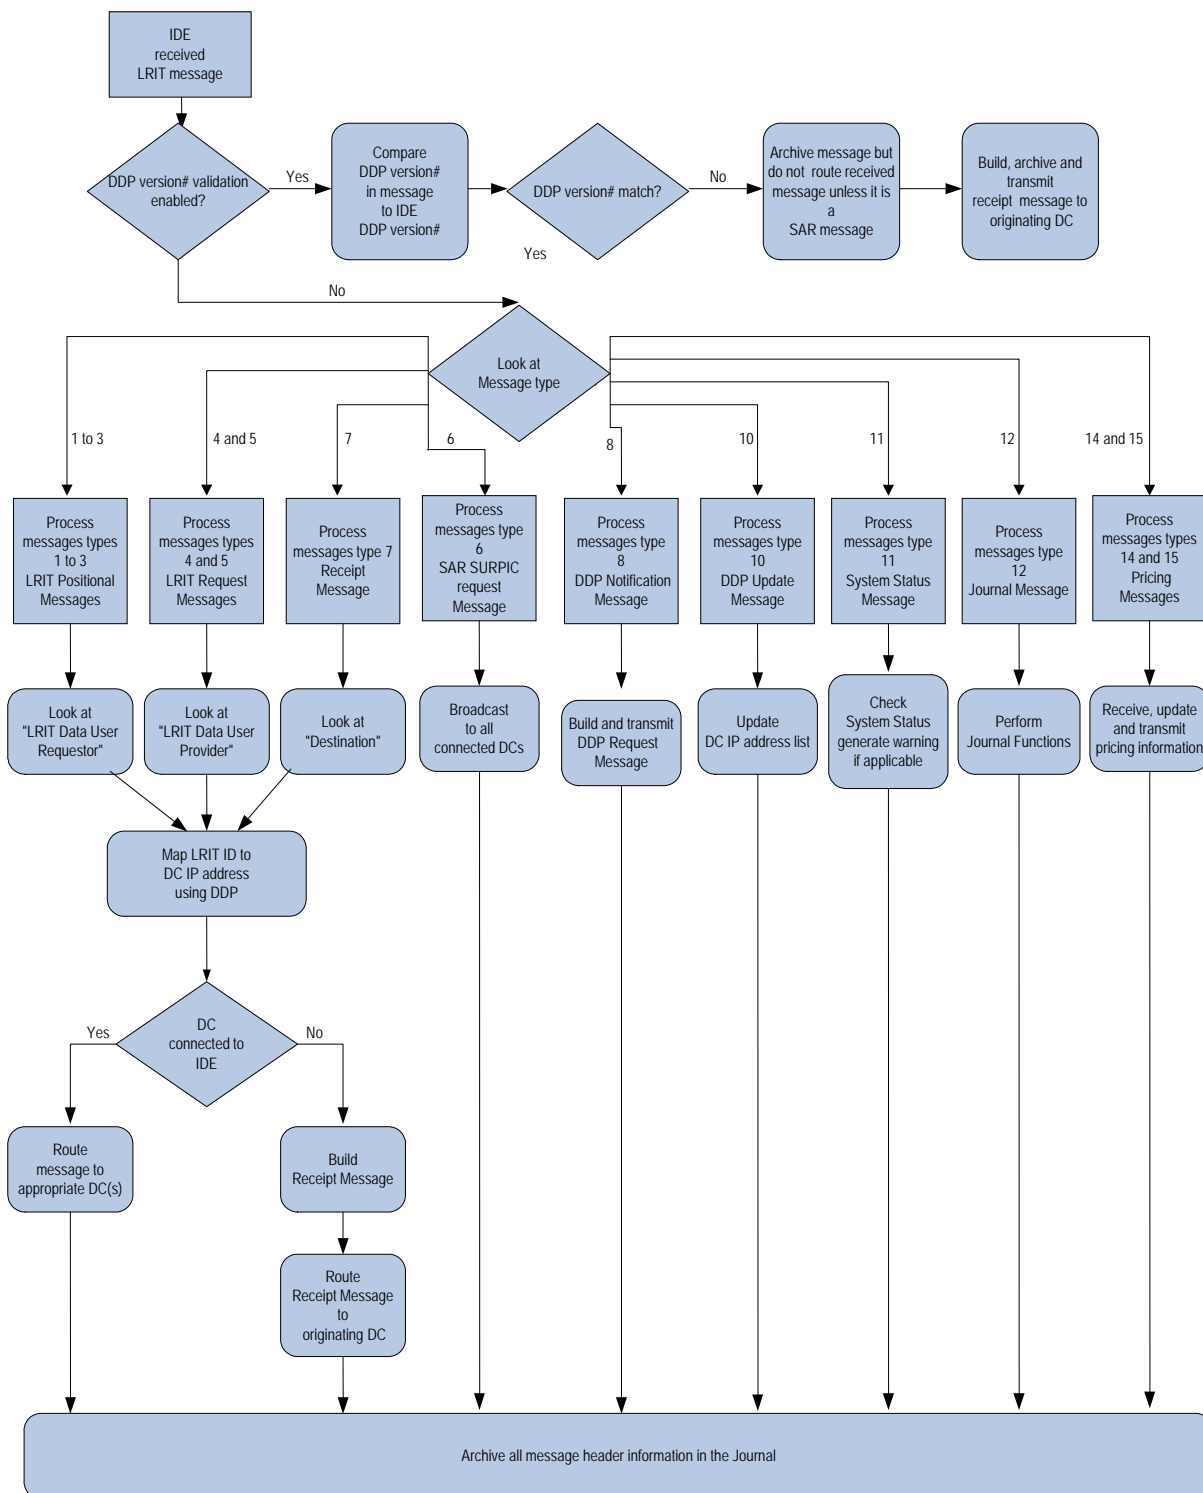 IDE
received
LRIT message
DDP version# validation
enabled?
Yes
Compare
DDP version#
in message
to IDE
DDP version#
DDP version# match?
No
Archive message but
do not route received
message unless it is
a
SAR message
Build, archive and
transmit
receipt message to
originating DC
Yes
No
Look at
Message type
1 to 3
4 and 5
7
6
8
10
11
12
14 and 15
Process
messages types
1 to 3
LRIT Positional
Messages
Process
messages types
4 and 5
LRIT Request
Messages
Process
messages type 7
Receipt
Message
Process
messages type
6
SAR SURPIC
request
Message
Process
messages type
8
DDP Notification
Message
Process
messages type
10
DDP Update
Message
Process
messages type
11
System Status
Message
Process
messages type
12
Journal Message
Process
messages types
14 and 15
Pricing
Messages
Look at
"LRIT Data User
Requestor"
Look at
"LRIT Data User
Provider"
Look at
"Destination"
Broadcast
to all
connected DCs
Build and transmit
DDP Request
Message
Update
DC IP address list
Check
System Status
generate warning
if applicable
Perform
Journal Functions
Receive, update
and transmit
pricing information
Map LRIT ID to
DC IP address
using DDP
Yes
DC
connected to
IDE
No
Route
message to
appropriate DC(s)
Build
Receipt Message
Route
Receipt Message
to
originating DC
Archive all message header information in the Journal